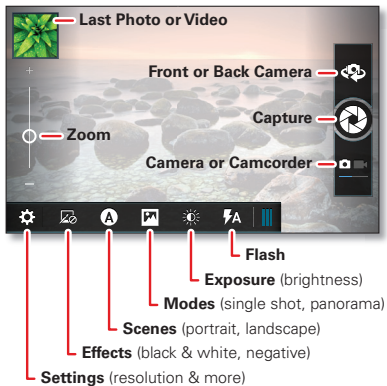 Last Photo or Video
Front or Back Camera
Capture
Zoom
Camera or Camcorder
A
A
Flash
Exposure (brightness)
Modes (single shot, panorama)
Scenes (portrait, landscape)
Effects (black & white, negative)
Settings (resolution & more)